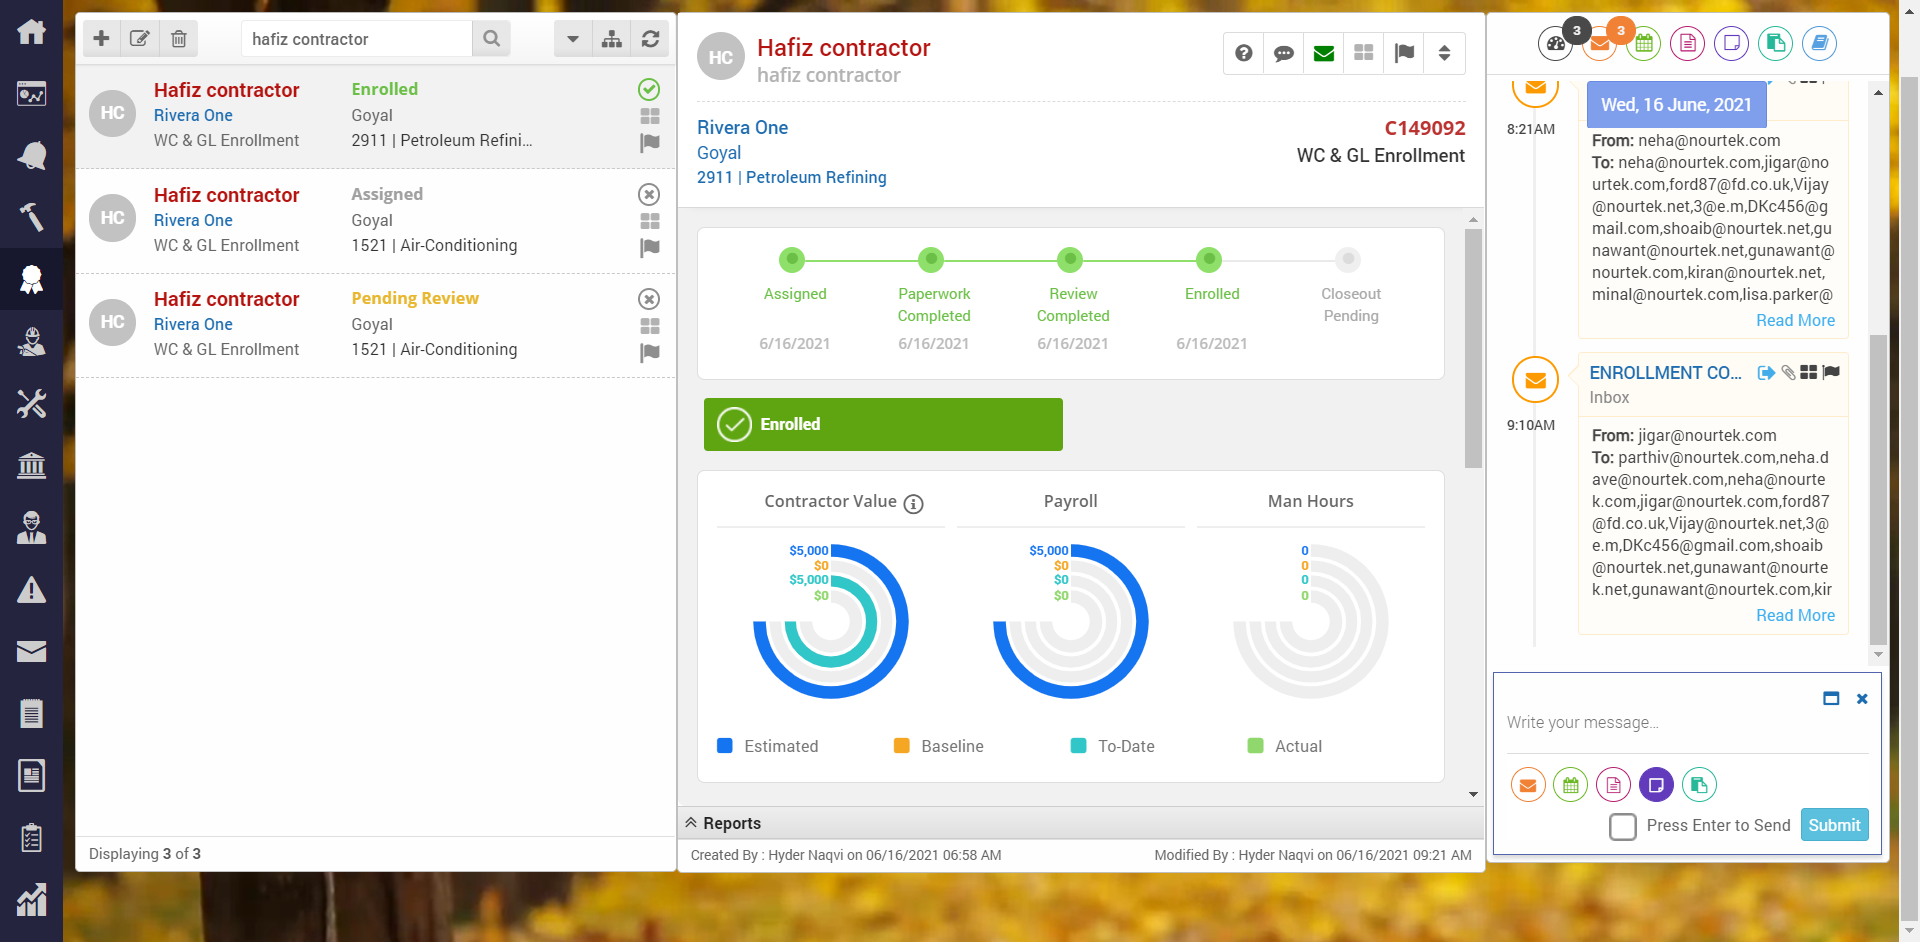 hafiz contractor
HC
Hafiz contractor
Enrolled
Rivera One
Goyal
WC & GL Enrollment
2911 | Petroleum Refini...
HC
Hafiz contractor
Assigned
Rivera One
Goyal
WC & GL Enrollment
1521 | Air-Conditioning
HC
Hafiz contractor
Pending Review
Rivera One
Goyal
WC & GL Enrollment
1521 | Air-Conditioning
Displaying 3 of 3
HC
Hafiz contractor
hafiz contractor
Rivera One
C149092
Goyal
WC & GL Enrollment
2911 | Petroleum Refining
Assigned
Paperwork
Completed
Review
Completed
Enrolled
Closeout
Pending
6/16/2021
6/16/2021
6/16/2021
6/16/2021
Enrolled
Contractor Value
Payroll
Man Hours
$5,000
$0
$5,000
$0
$5,000
$0
$0
$0
0
0
0
0
Estimated
Baseline
To-Date
Actual
Reports
Created By : Hyder Naqvi on 06/16/2021 06:58 AM
Modified By : Hyder Naqvi on 06/16/2021 09:21 AM
3
3
Wed, 16 June, 2021
8:21AM
From: neha@nourtek.com
To: neha@nourtek.com,jigar@no
urtek.com,ford87@fd.co.uk,Vijay
@nourtek.net,3@e.m,DKc456@g
mail.com,shoaib@nourtek.net,gu
nawant@nourtek.net,gunawant@
nourtek.com,kiran@nourtek.net,
minal@nourtek.com,lisa.parker@
Read More
ENROLLMENT CO...
Inbox
9:10AM
From: jigar@nourtek.com
To: parthiv@nourtek.com,neha.d
ave@nourtek.com,neha@nourte
k.com,jigar@nourtek.com,ford87
@fd.co.uk,Vijay@nourtek.net,3@
e.m,DKc456@gmail.com,shoaib
@nourtek.net,gunawant@nourte
k.net,gunawant@nourtek.com,kir
Read More
Write your message...
Press Enter to Send
Submit